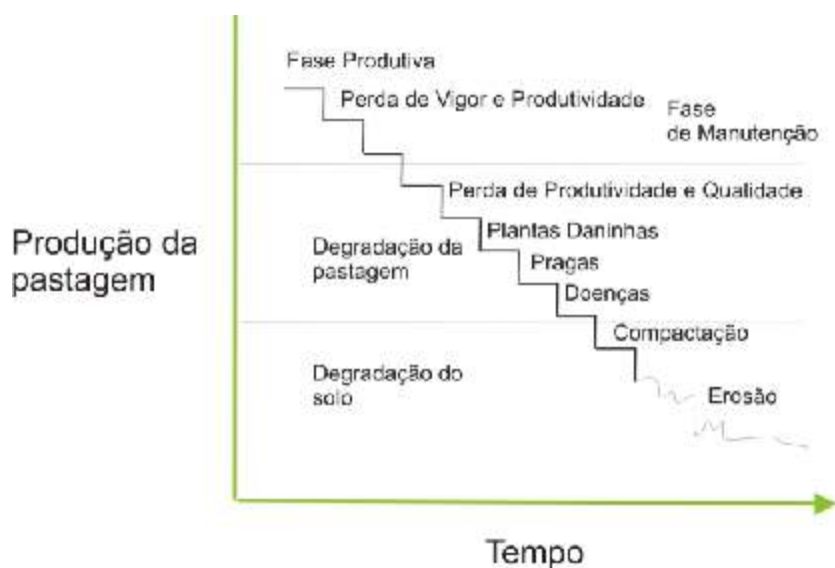 Fase Produtiva
Perda de Vigor e Produtividade
Fase
de Manutenção
Perda de Produtividade e Qualidade
Plantas Daninhas
Produção da
pastagem
Degradação da
pastagem
Pragas
Doenças
Compactação
Degradação do
solo
Erosão
Tempo